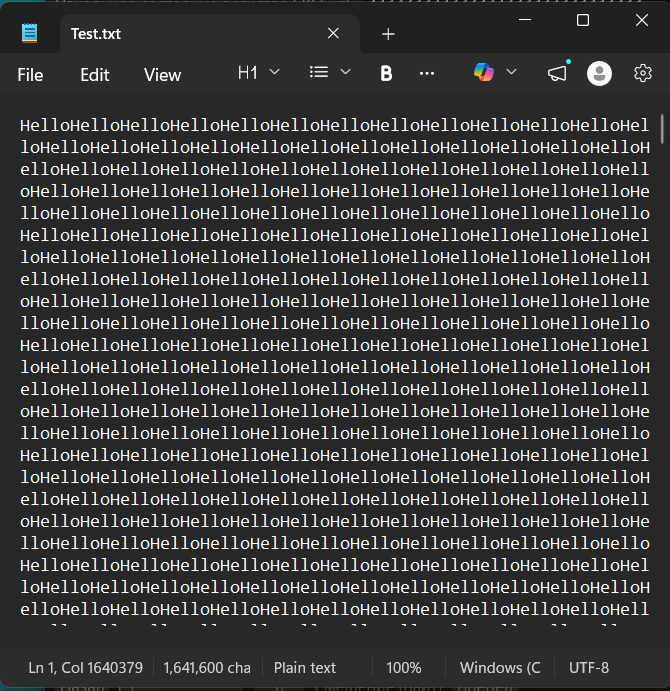 Test.txt
File Edit View H1 B
HelloHelloHelloHelloHelloHelloHelloHelloHelloHelloHelloHelloHel
loHelloHelloHelloHelloHelloHelloHelloHelloHelloHelloHelloHelloH
elloHelloHelloHelloHelloHelloHelloHelloHelloHelloHelloHelloHell
oHelloHelloHelloHelloHelloHelloHelloHelloHelloHelloHelloHelloHe
lloHelloHelloHelloHelloHelloHelloHelloHelloHelloHelloHelloHello
HelloHelloHelloHelloHelloHelloHelloHelloHelloHelloHelloHelloHel
loHelloHelloHelloHelloHelloHelloHelloHelloHelloHelloHelloHelloH
elloHelloHelloHelloHelloHelloHelloHelloHelloHelloHelloHelloHell
oHelloHelloHelloHelloHelloHelloHelloHelloHelloHelloHelloHelloHe
lloHelloHelloHelloHelloHelloHelloHelloHelloHelloHelloHelloHello
HelloHelloHelloHelloHelloHelloHelloHelloHelloHelloHelloHelloHel
loHelloHelloHelloHelloHelloHelloHelloHelloHelloHelloHelloHelloH
elloHelloHelloHelloHelloHelloHelloHelloHelloHelloHelloHelloHell
oHelloHelloHelloHelloHelloHelloHelloHelloHelloHelloHelloHelloHe
lloHelloHelloHelloHelloHelloHelloHelloHelloHelloHelloHelloHello
HelloHelloHelloHelloHelloHelloHelloHelloHelloHelloHelloHelloHel
loHelloHelloHelloHelloHelloHelloHelloHelloHelloHelloHelloHelloH
elloHelloHelloHelloHelloHelloHelloHelloHelloHelloHelloHelloHell
oHelloHelloHelloHelloHelloHelloHelloHelloHelloHelloHelloHelloHe
lloHelloHelloHelloHelloHelloHelloHelloHelloHelloHelloHelloHello
HelloHelloHelloHelloHelloHelloHelloHelloHelloHelloHelloHelloHel
loHelloHelloHelloHelloHelloHelloHelloHelloHelloHelloHelloHelloH
elloHelloHelloHelloHelloHelloHelloHelloHelloHelloHelloHelloHell
Ln 1, Col 1640379 1,641,600 cha Plain text 100% Windows (C UTF-8